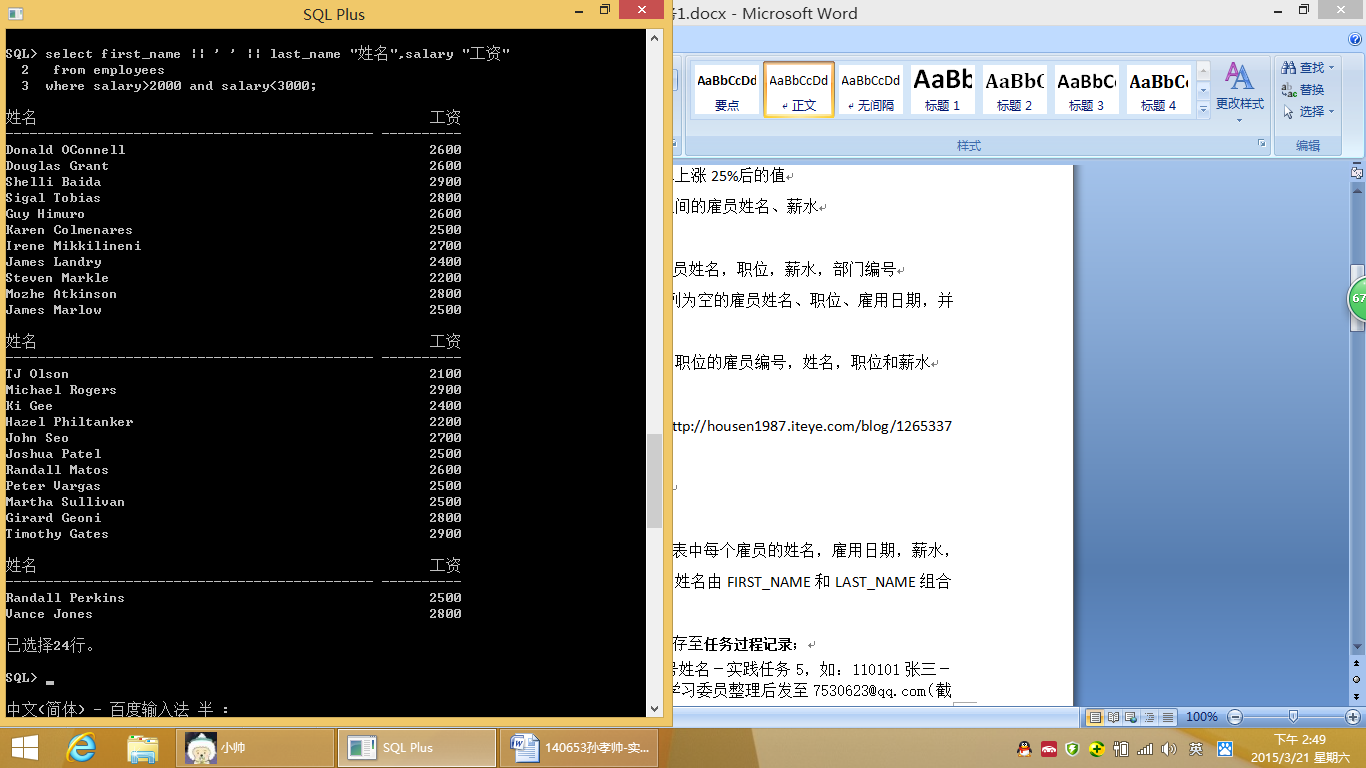 SQL Plus
SQL> select first_name || ' ' || last_name "姓名",salary "工资"
2 from employees
3 where salary>2000 and salary<3000;
姓名 工资
Donald OConnell 2600
Douglas Grant 2600
Shelli Baida 2900
Sigal Tobias 2800
Guy Himuro 2600
Karen Colmenares 2500
Irene Mikkilineni 2700
James Landry 2400
Steven Markle 2200
Mozhe Atkinson 2800
James Marlow 2500
姓名 工资
TJ Olson 2100
Michael Rogers 2900
Ki Gee 2400
Hazel Philtanker 2200
John Seo 2700
Joshua Patel 2500
Randall Matos 2600
Peter Vargas 2500
Martha Sullivan 2500
Girard Geoni 2800
Timothy Gates 2900
姓名 工资
Randall Perkins 2500
Vance Jones 2800
已选择24行。
SQL> _
中文(简体) - 百度输入法 半 :
1.docx - Microsoft Word
AaBbCcDd AaBbCcDd AaBbCcDd AaBb AaBbC AaBbC AaBbC
要点 正文 无间隔 标题 1 标题 2 标题 3 标题 4
更改样式
查找
替换
选择
样式 编辑
上涨 25%后的值
间的雇员姓名、薪水
员姓名，职位，薪水，部门编号
列为空的雇员姓名、职位、雇用日期，并
职位的雇员编号，姓名，职位和薪水
ttp://housen1987.iteye.com/blog/1265337
表中每个雇员的姓名，雇用日期，薪水，
姓名由 FIRST_NAME 和 LAST_NAME 组合
存至任务过程记录；
号姓名－实践任务 5，如：110101 张三－
学习委员整理后发至 7530623@qq.com(截
67
100%
小帅
SQL Plus
140653孙孝帅-实...
英
下午 2:49
2015/3/21 星期六